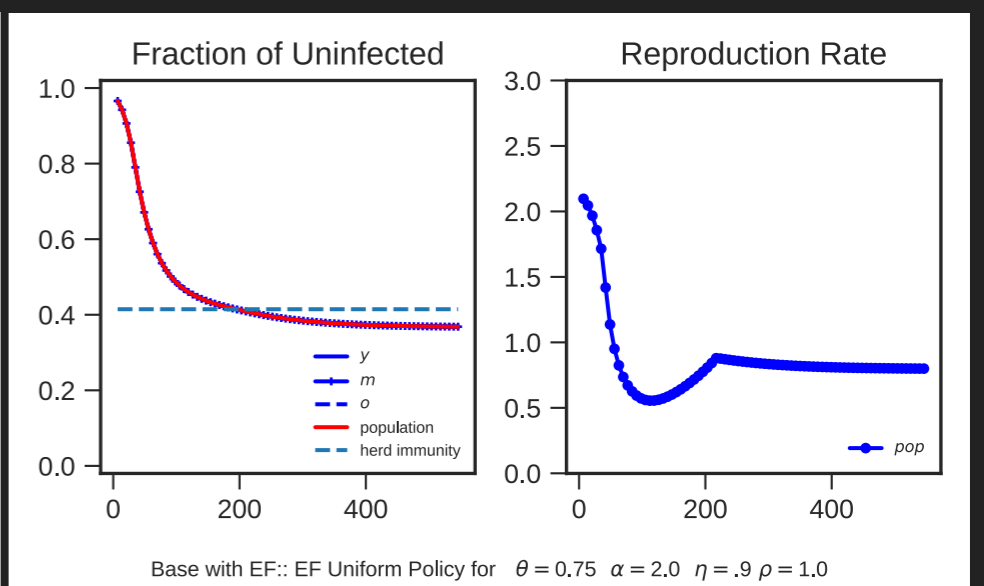 Fraction of Uninfected
1.0
0.8
0.6
0.4
0.2
0.0
0 200 400
y
m
o
population
herd immunity
Reproduction Rate
3.0
2.5
2.0
1.5
1.0
0.5
0.0
0 200 400
pop
Base with EF:: EF Uniform Policy for θ = 0.75 α = 2.0 η = .9 ρ = 1.0